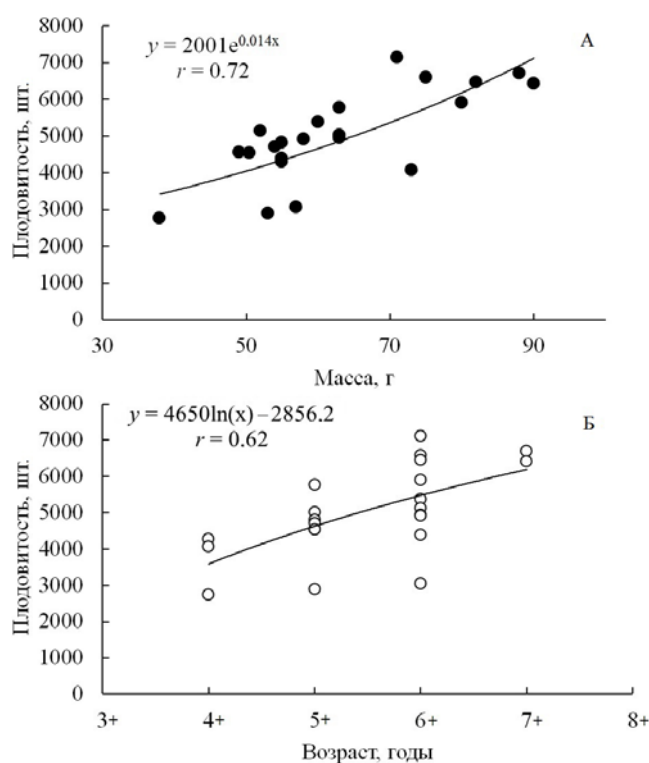 8000
7000
6000
5000
4000
3000
2000
1000
0
Плодовитость, шт.
y = 2001e^0.014x
r = 0.72
А
30 50 70 90
Масса, г
8000
7000
6000
5000
4000
3000
2000
1000
0
Плодовитость, шт.
y = 4650ln(x) – 2856.2
r = 0.62
Б
3+ 4+ 5+ 6+ 7+ 8+
Возраст, годы